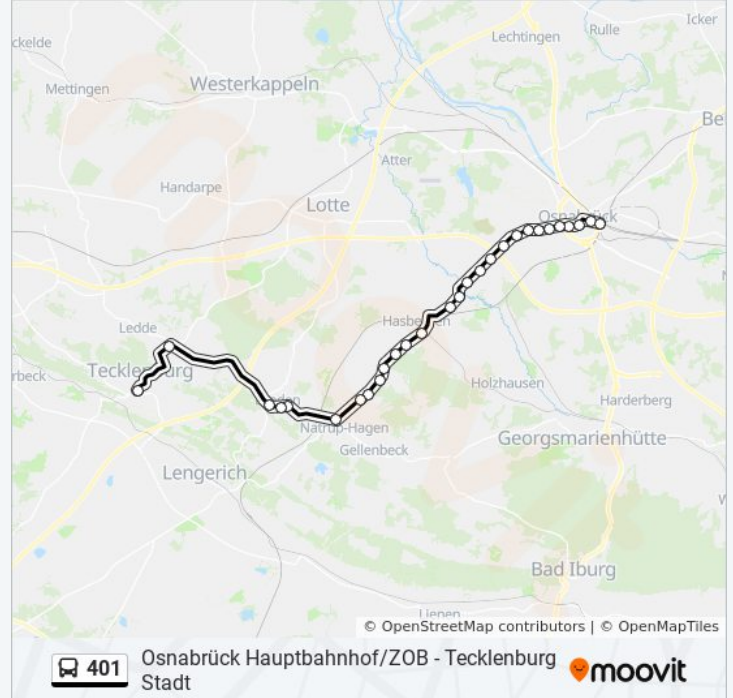 ckelde
Icker
Rulle
Lechtingen
Westerkappeln
Mettingen
Be
Atter
Handarpe
Lotte
Osnabrück
Ledde
Hasbergen
Tecklenburg
rbeck
Holzhausen
Harderberg
Natrup-Hagen
Georgsmarienhütte
Gellenbeck
Lengerich
Bad Iburg
Lienen
© OpenStreetMap contributors | © OpenMapTiles
401
Osnabrück Hauptbahnhof/ZOB - Tecklenburg
Stadt
moovit